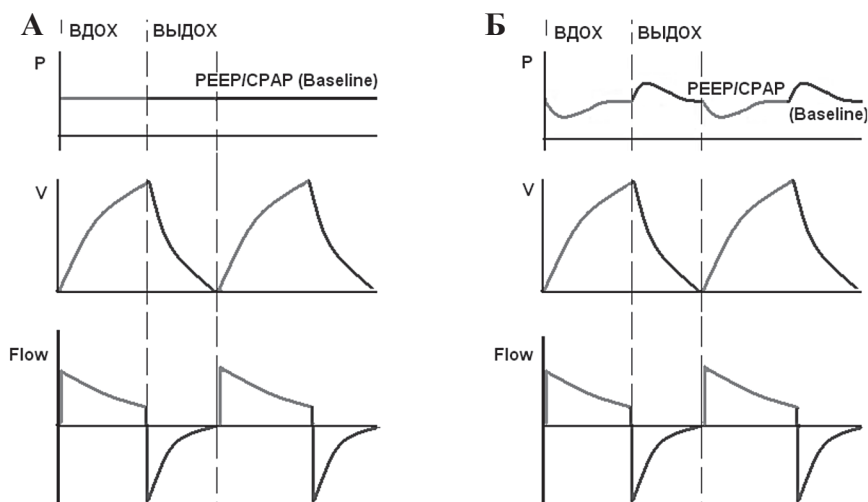 А
ВДОХ ВЫДОХ
P
PEEP/CPAP (Baseline)
V
Flow
Б
ВДОХ ВЫДОХ
P
PEEP/CPAP
(Baseline)
V
Flow